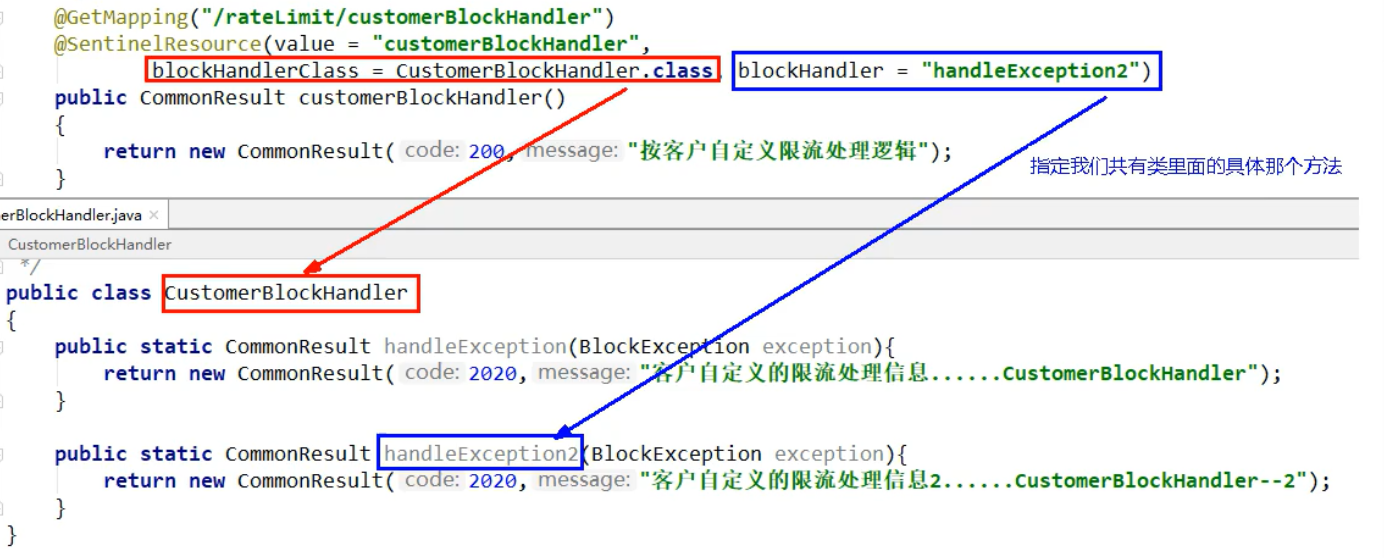 @GetMapping("/rateLimit/customerBlockHandler")
@SentinelResource(value = "customerBlockHandler",
blockHandlerClass = CustomerBlockHandler.class, blockHandler = "handleException2")
public CommonResult customerBlockHandler()
{
return new CommonResult( code: 200, message: "按客户自定义限流处理逻辑");
指定我们共有类里面的具体那个方法
}
erBlockHandler.java ×
CustomerBlockHandler
*/
public class CustomerBlockHandler
{
public static CommonResult handleException(BlockException exception){
return new CommonResult( code: 2020, message: "客户自定义的限流处理信息......CustomerBlockHandler");
}
public static CommonResult handleException2(BlockException exception){
return new CommonResult( code: 2020, message: "客户自定义的限流处理信息2......CustomerBlockHandler--2");
}
}